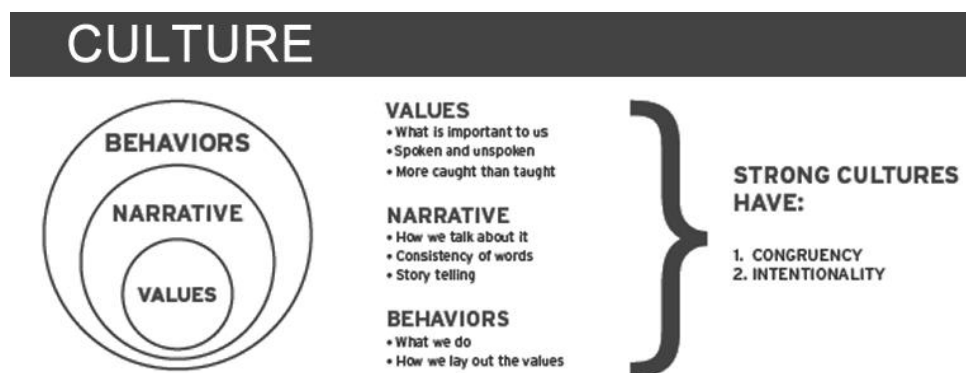 CULTURE
BEHAVIORS
NARRATIVE
VALUES
VALUES
• What is important to us
• Spoken and unspoken
• More caught than taught
NARRATIVE
• How we talk about it
• Consistency of words
• Story telling
BEHAVIORS
• What we do
• How we lay out the values
STRONG CULTURES
HAVE:
1. CONGRUENCY
2. INTENTIONALITY